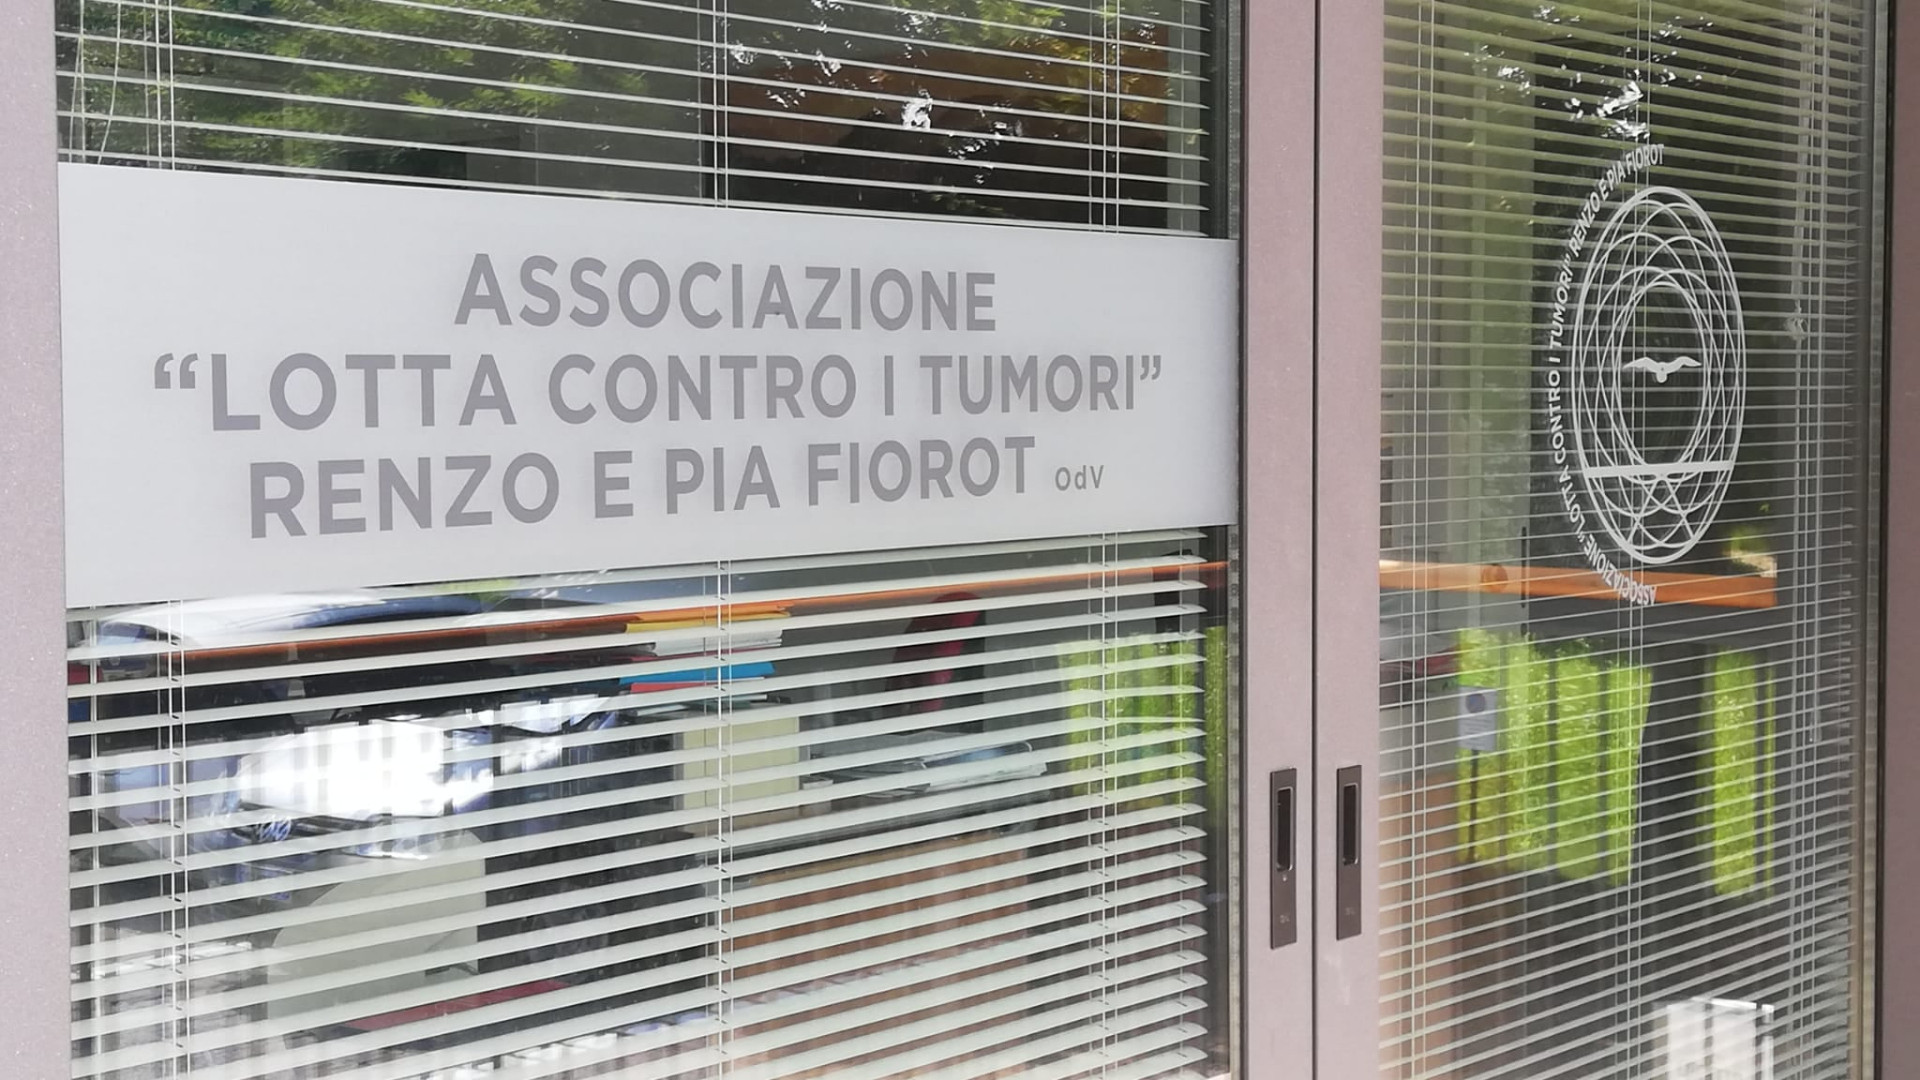 ASSOCIAZIONE
“LOTTA CONTRO I TUMORI”
RENZO E PIA FIOROT OdV
ASSOCIAZIONE “LOTTA CONTRO I TUMORI” RENZO E PIA FIOROT